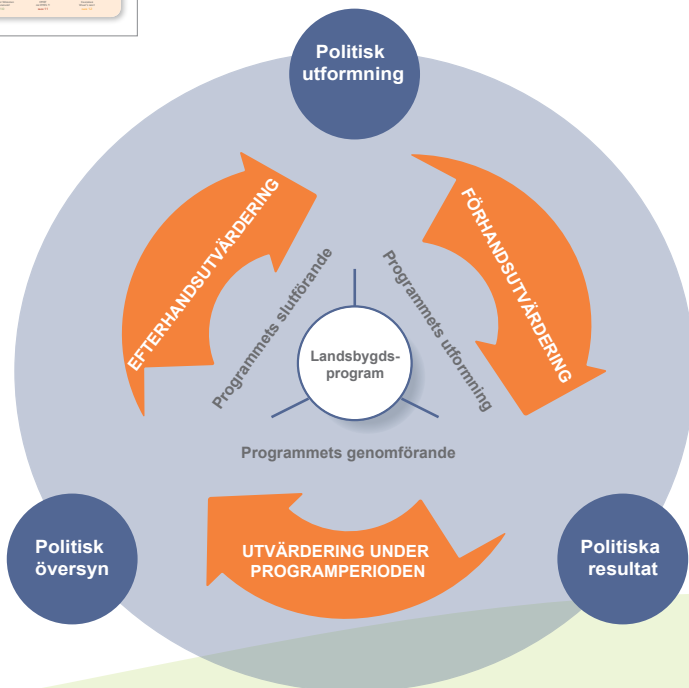 Politisk
utformning
EFTERHANDSUTVÄRDERING
FÖRHANDSUTVÄRDERING
Programmets slutförande
Programmets utformning
Landsbygds-
program
Programmets genomförande
UTVÄRDERING UNDER
PROGRAMPERIODEN
Politisk
översyn
Politiska
resultat